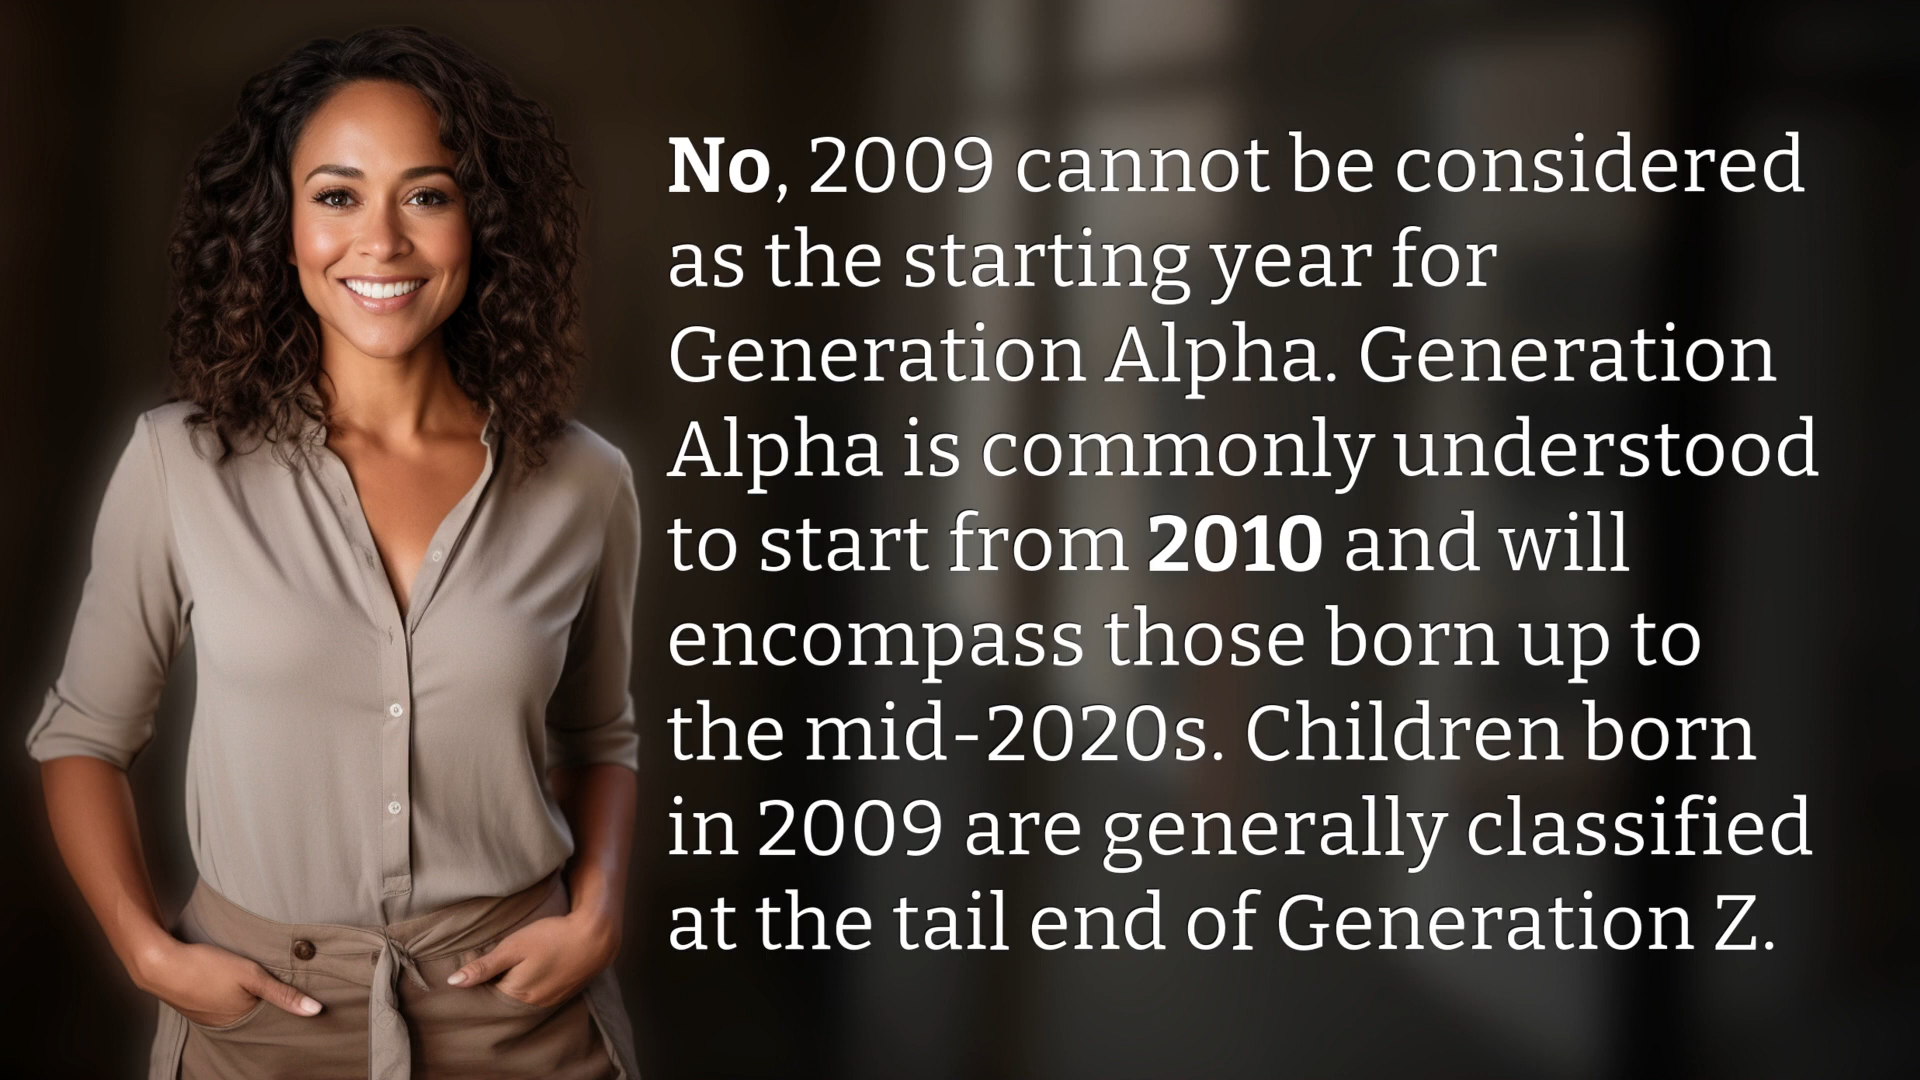 No, 2009 cannot be considered
as the starting year for
Generation Alpha. Generation
Alpha is commonly understood
to start from 2010 and will
encompass those born up to
the mid-2020s. Children born
in 2009 are generally classified
at the tail end of Generation Z.